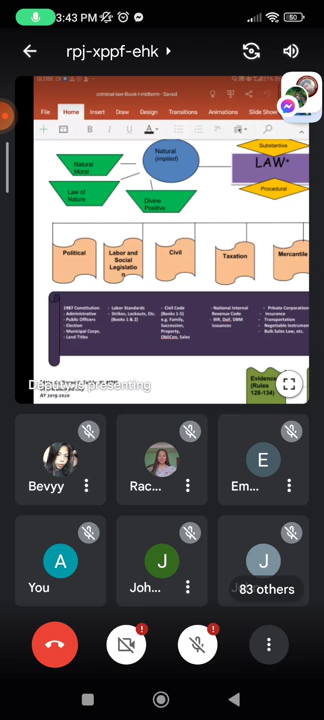 3:43 PM
50
rpj-xppf-ehk
criminal-law-Book-I-midterm - Saved
File
Home
Insert
Draw
Design
Transitions
Animations
Slide Show
B I U A
Natural
(implied)
Substantive
LAW*
Procedural
Natural
Moral
Law of
Nature
Divine
Positive
Political
Labor and
Social
Legislatio
n
Civil
Taxation
Mercantile
1987 Constitution
- Administrative
- Public Officers
- Election
- Municipal Corps.
- Land Titles
- Labor Standards
- Strikes, Lockouts, Etc.
(Books 1 & 2)
- Civil Code
(Books 1-5)
e.g. Family,
Succession,
Property,
ObliCon, Sales
- National Internal
Revenue Code
- BIR, DoF, DBM
issuances
- Private Corporations
- Insurance
- Transportation
- Negotiable Instrumen
- Bulk Sales law, etc.
Evidence
(Rules
128-134)
is presenting
AY 2019-2020
Bevyy
Rac...
E
Em...
A
You
J
Joh...
J
83 others